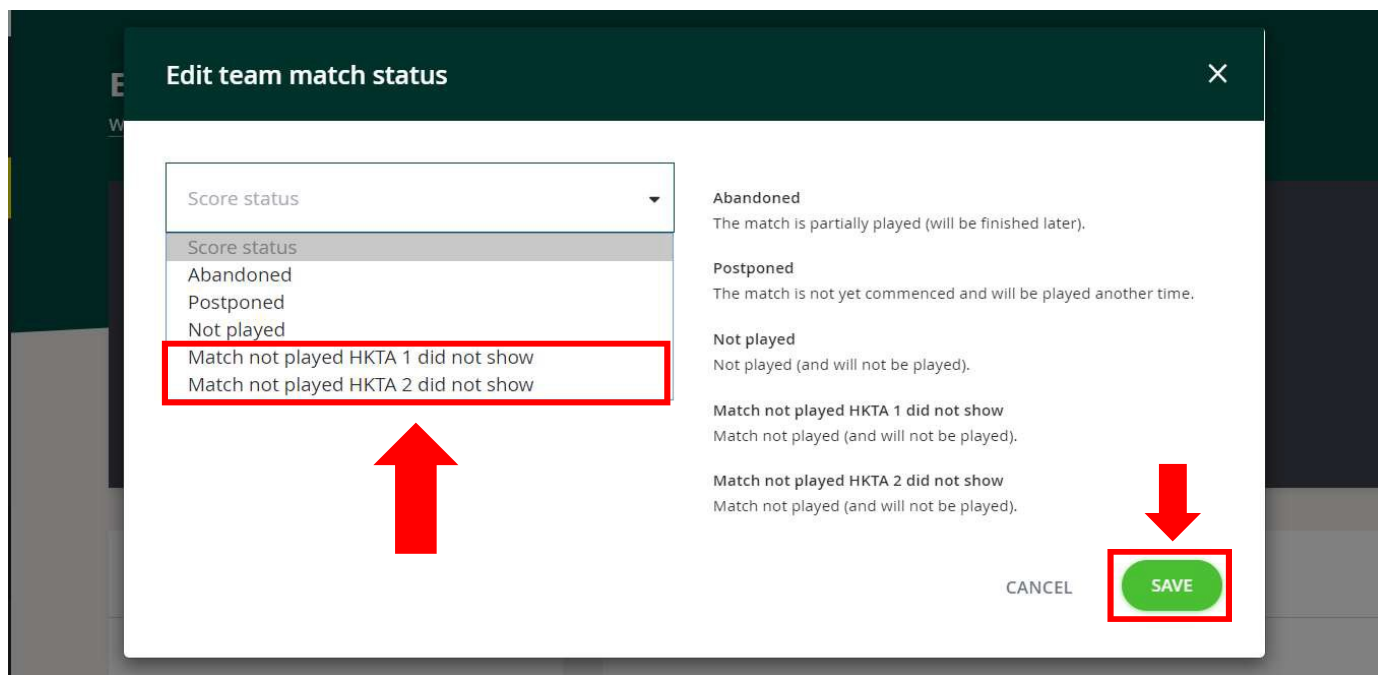 E
W
Edit team match status
Score status
Score status
Abandoned
Postponed
Not played
Match not played HKTA 1 did not show
Match not played HKTA 2 did not show
Abandoned
The match is partially played (will be finished later).
Postponed
The match is not yet commenced and will be played another time.
Not played
Not played (and will not be played).
Match not played HKTA 1 did not show
Match not played (and will not be played).
Match not played HKTA 2 did not show
Match not played (and will not be played).
CANCEL
SAVE